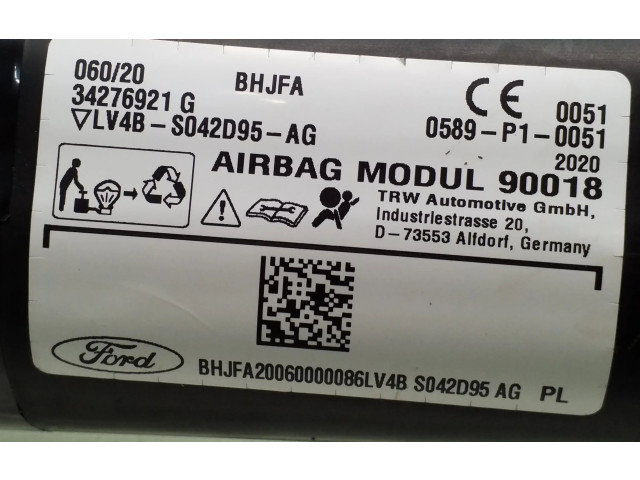 060/20 BHJFA
34276921 G
▽LV4B-S042D95-AG
CE 0051
0589-P1-0051
2020
AIRBAG MODUL 90018
TRW Automotive GmbH,
Industriestrasse 20,
D-73553 Alfdorf, Germany
Ford
BHJFA20060000086LV4B S042D95 AG PL